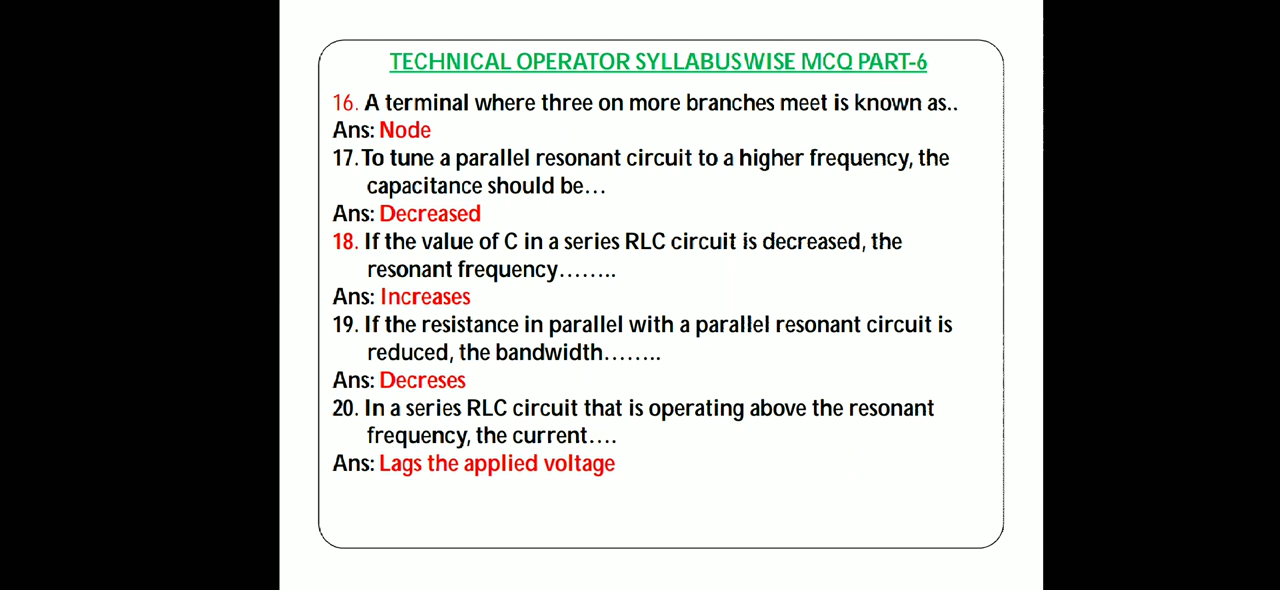 TECHNICAL OPERATOR SYLLABUSWISE MCQ PART-6
16. A terminal where three on more branches meet is known as..
Ans: Node
17. To tune a parallel resonant circuit to a higher frequency, the
capacitance should be...
Ans: Decreased
18. If the value of C in a series RLC circuit is decreased, the
resonant frequency........
Ans: Increases
19. If the resistance in parallel with a parallel resonant circuit is
reduced, the bandwidth........
Ans: Decreses
20. In a series RLC circuit that is operating above the resonant
frequency, the current....
Ans: Lags the applied voltage